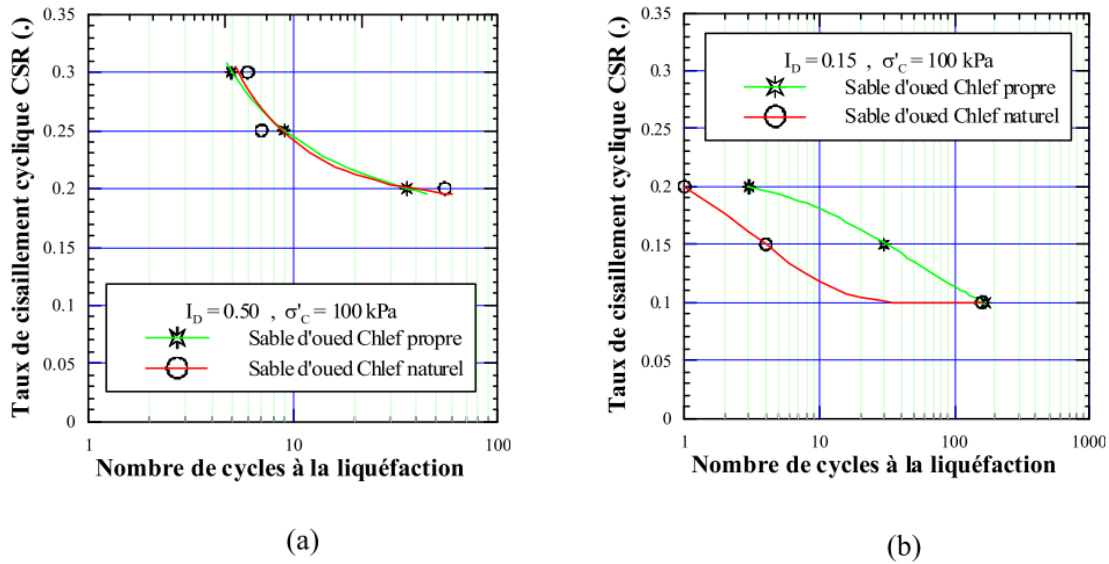 0.35
0.3
0.25
0.2
0.15
0.1
0.05
0
1
10
100
Taux de cisaillement cyclique CSR (.)
Nombre de cycles à la liquéfaction
I_D = 0.50 , σ'_C = 100 kPa
Sable d'oued Chlef propre
Sable d'oued Chlef naturel
(a)
0.35
0.3
0.25
0.2
0.15
0.1
0.05
0
1
10
100
1000
Taux de cisaillement cyclique CSR (.)
Nombre de cycles à la liquéfaction
I_D = 0.15 , σ'_C = 100 kPa
Sable d'oued Chlef propre
Sable d'oued Chlef naturel
(b)